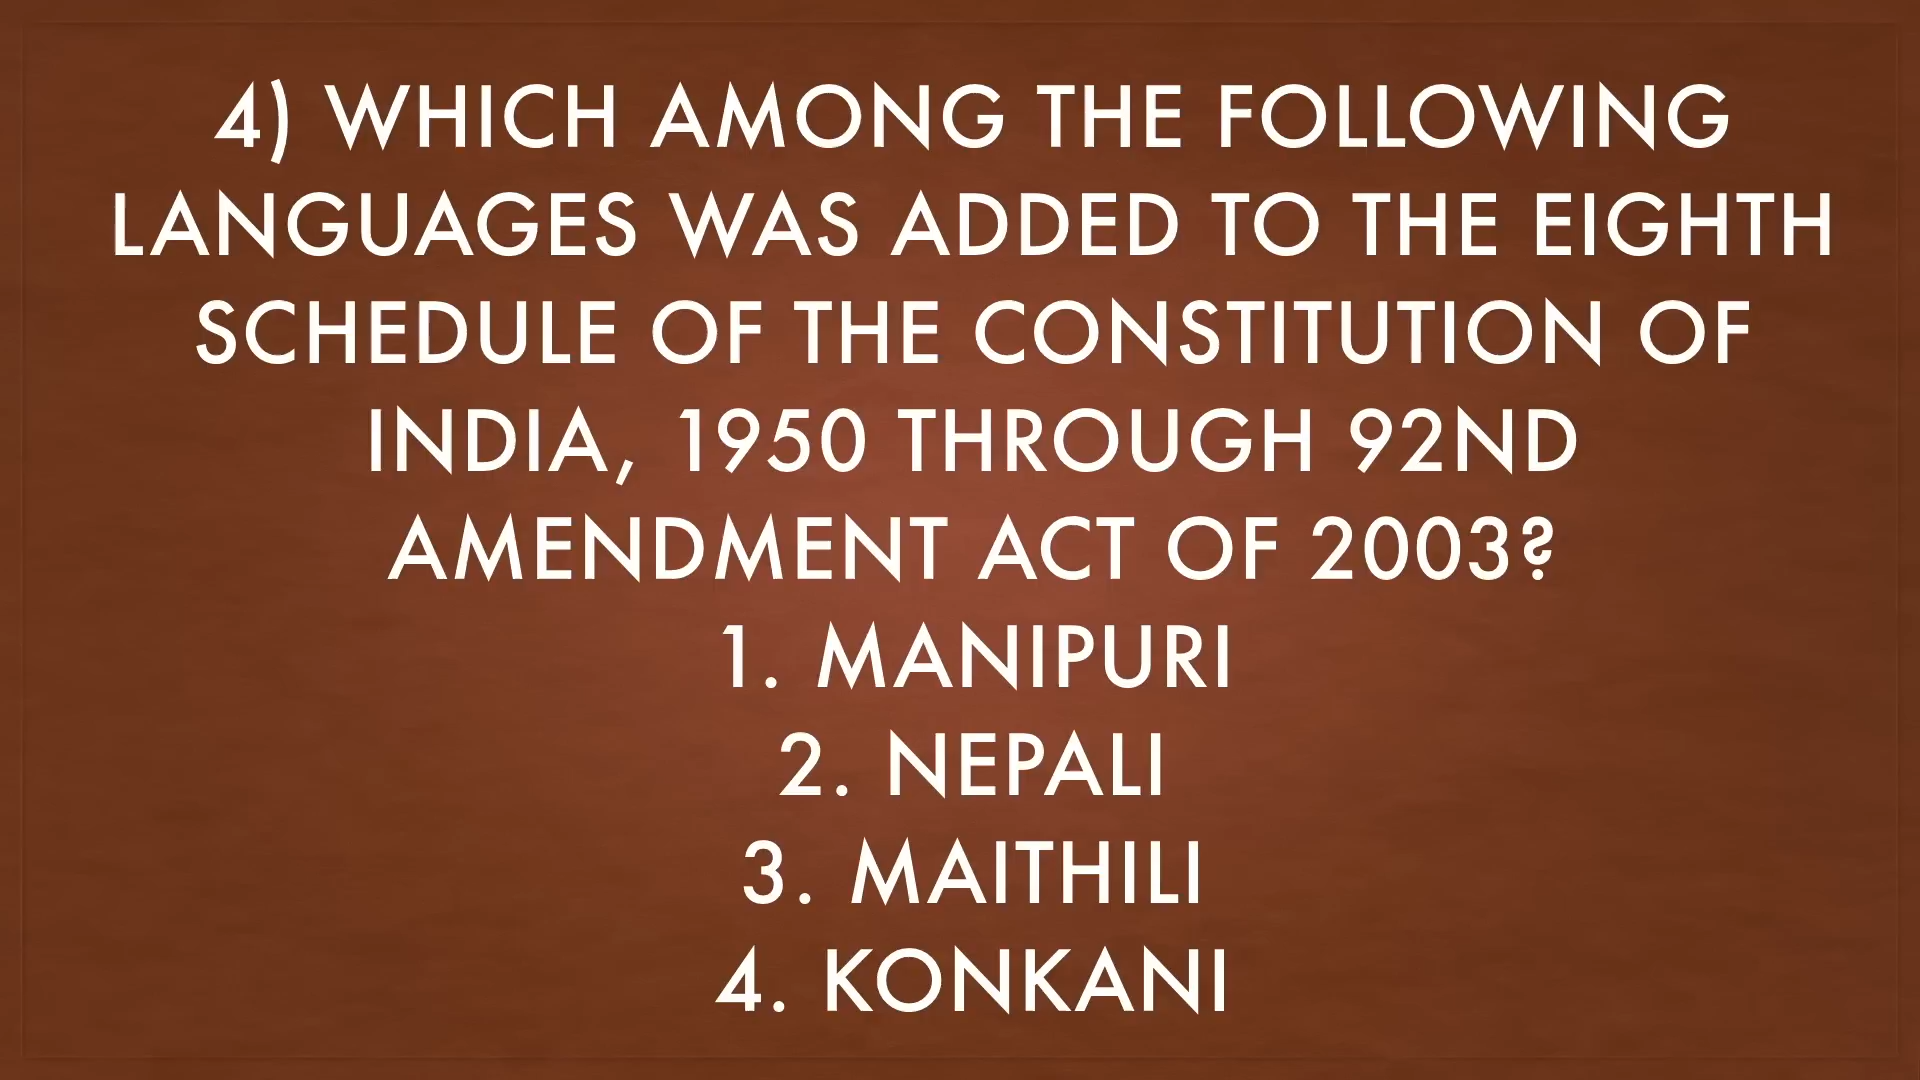 4) WHICH AMONG THE FOLLOWING
LANGUAGES WAS ADDED TO THE EIGHTH
SCHEDULE OF THE CONSTITUTION OF
INDIA, 1950 THROUGH 92ND
AMENDMENT ACT OF 2003?
1. MANIPURI
2. NEPALI
3. MAITHILI
4. KONKANI